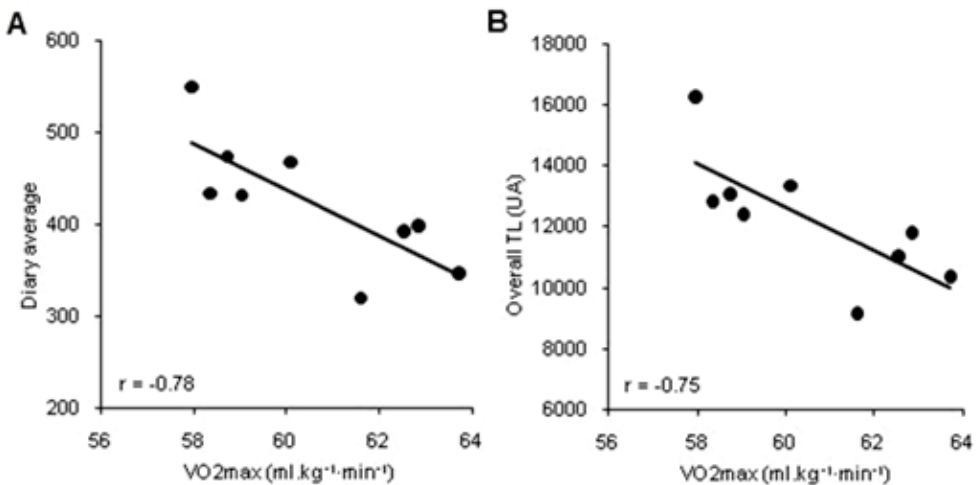 A
600
500
400
300
200
Diary average
r = -0.78
56 58 60 62 64
VO2max (ml.kg⁻¹·min⁻¹)
B
18000
16000
14000
12000
10000
8000
6000
Overall TL (UA)
r = -0.75
56 58 60 62 64
VO2max (ml.kg⁻¹·min⁻¹)